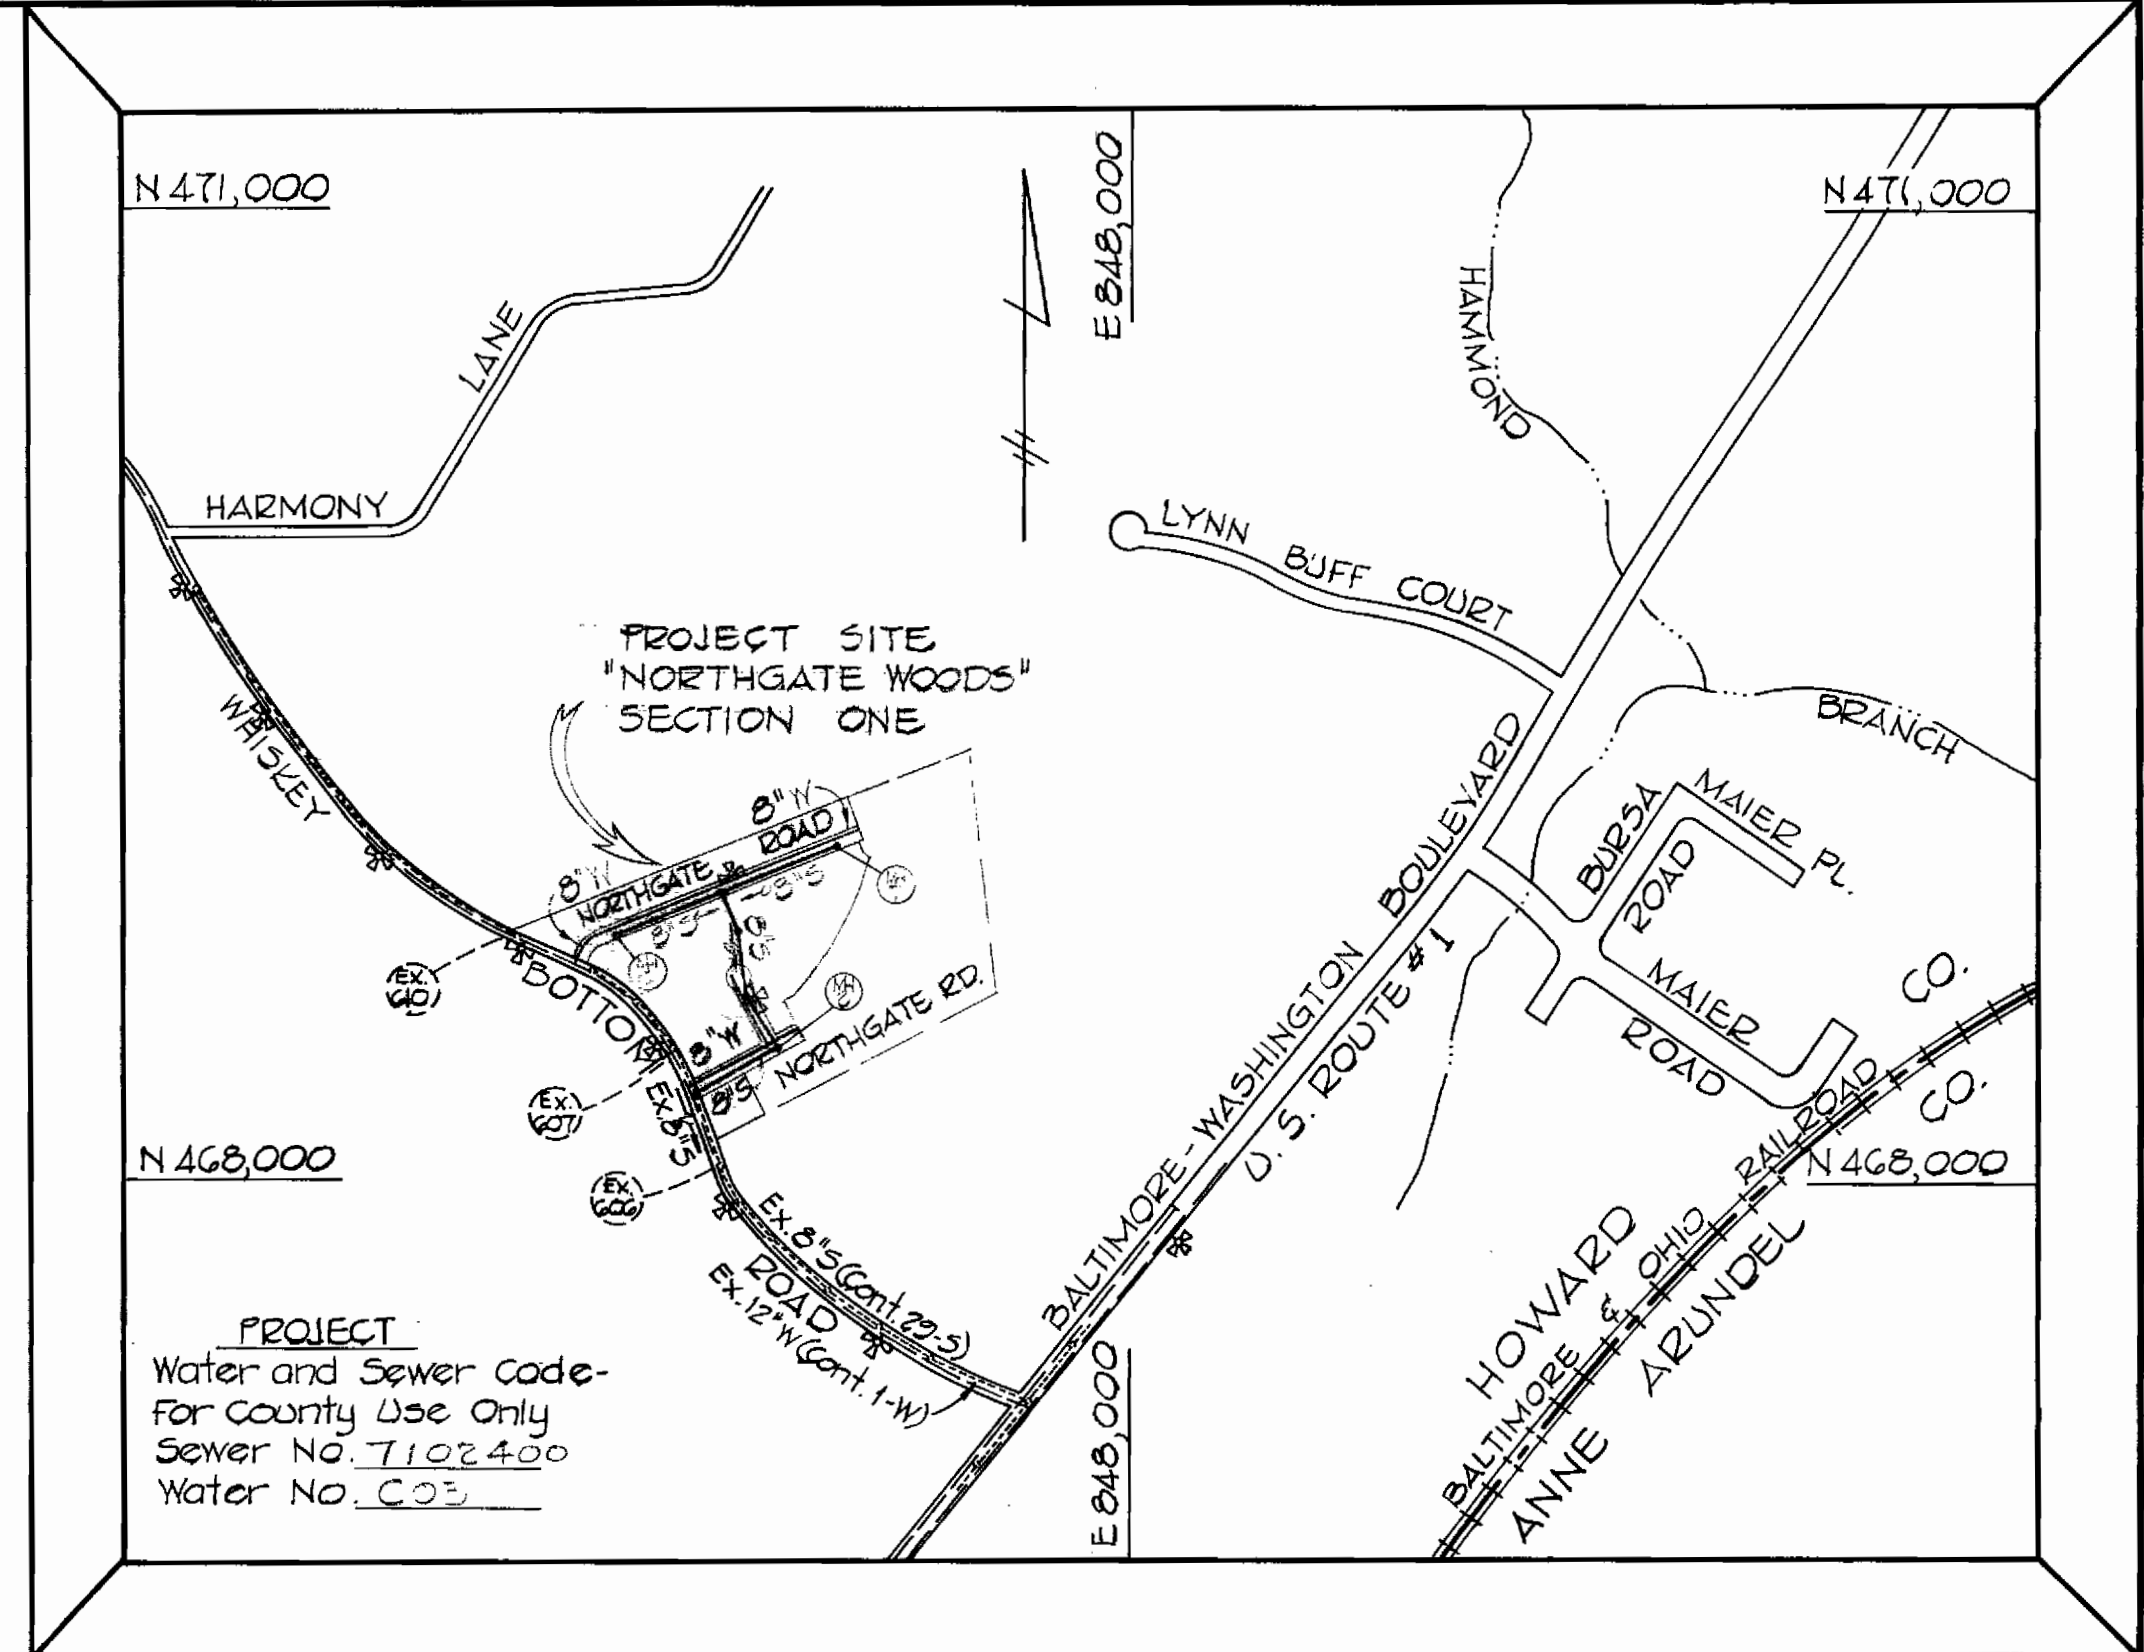 N 471,000
E 848,000
N 471,000
HAMMOND
LANE
HARMONY
LYNN BUFF COURT
PROJECT SITE
"NORTHGATE WOODS"
SECTION ONE
WHISKEY
BRANCH
MAIER PL.
BURSA
ROAD
8"W
ROAD
8"W
NORTHGATE
8"S
8"S
8"S
BOULEVARD
EX. 610
BOTTOM
MH
NORTHGATE RD.
8"W
8"S
MAIER
ROAD
CO.
CO.
EX. 607
EX. 8"S
BALTIMORE-WASHINGTON
U. S. ROUTE #1
N 468,000
N 468,000
EX. 606
RAILROAD
EX. 8"S (Cont. 29-S)
ROAD
EX. 12"W (Cont. 1-W)
HOWARD
BALTIMORE & OHIO
ANNE ARUNDEL
E 848,000
PROJECT
Water and Sewer Code-
For County Use Only
Sewer No. 7102400
Water No. C03